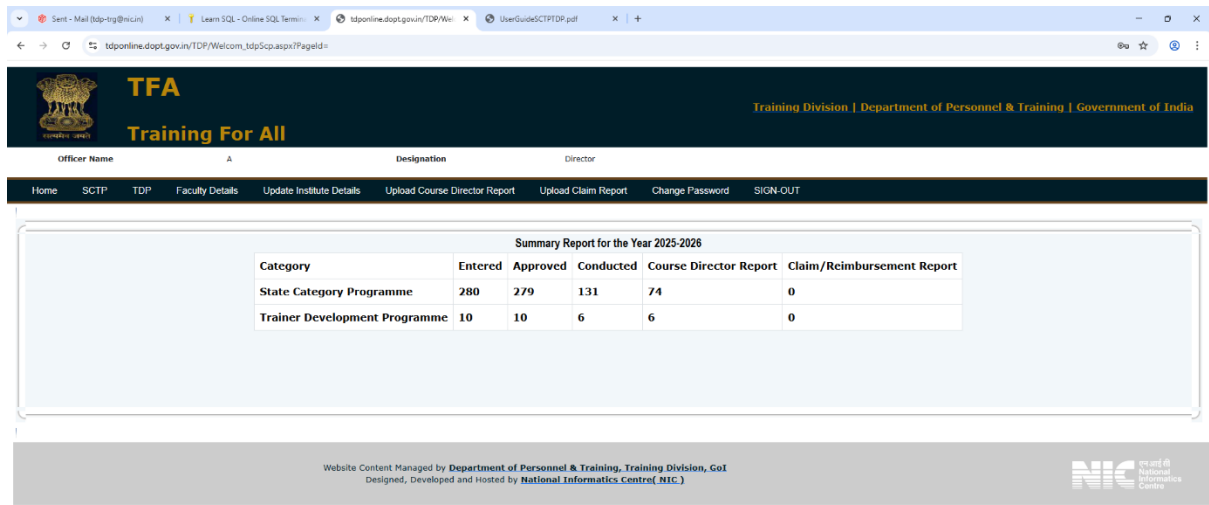 Sent - Mail (tdp-trg@nic.in)
Learn SQL - Online SQL Termin
tdponline.dopt.gov.in/TDP/Wel
UserGuideSCTPTDP.pdf
tdponline.dopt.gov.in/TDP/Welcom_tdpScp.aspx?PageId=
TFA
Training For All
सत्यमेव जयते
Training Division | Department of Personnel & Training | Government of India
Officer Name A Designation Director
Home SCTP TDP Faculty Details Update Institute Details Upload Course Director Report Upload Claim Report Change Password SIGN-OUT
Summary Report for the Year 2025-2026
Category Entered Approved Conducted Course Director Report Claim/Reimbursement Report
State Category Programme 280 279 131 74 0
Trainer Development Programme 10 10 6 6 0
Website Content Managed by Department of Personnel & Training, Training Division, GoI
Designed, Developed and Hosted by National Informatics Centre( NIC )
NIC
एन आई सी
National
Informatics
Centre